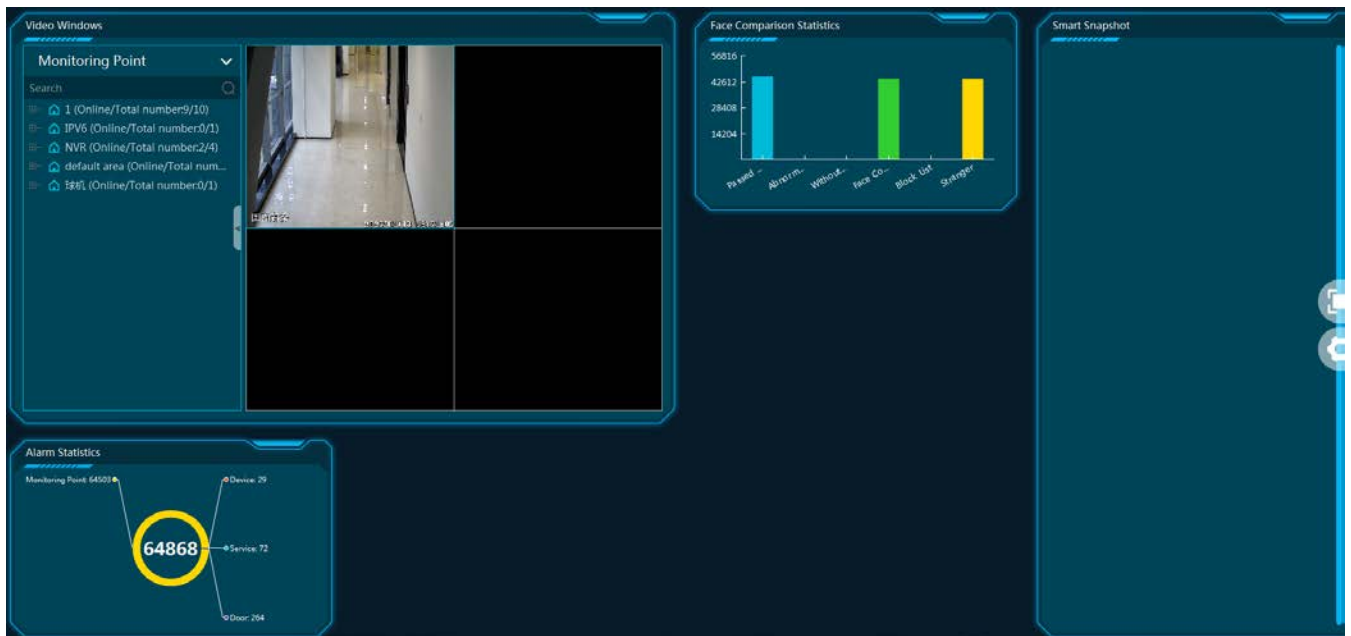 Video Windows
Monitoring Point
Search
1 (Online/Total number:9/10)
IPV6 (Online/Total number:0/1)
NVR (Online/Total number:2/4)
default area (Online/Total num...
球机 (Online/Total number:0/1)
Face Comparison Statistics
56816
42612
28408
14204
Passed ...
Abnorm...
Without...
Face Co...
Block List
Stranger
Smart Snapshot
Alarm Statistics
Monitoring Point: 64503
Device: 29
64868
Service: 72
Door: 264